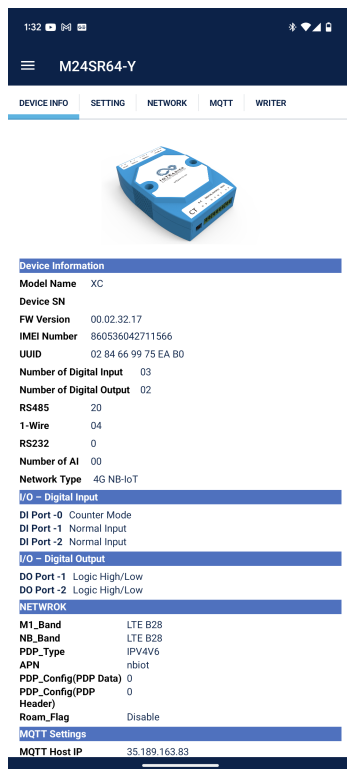 1:32
M24SR64-Y
DEVICE INFO SETTING NETWORK MQTT WRITER
CT
Device Information
Model Name XC
Device SN
FW Version 00.02.32.17
IMEI Number 860536042711566
UUID 02 84 66 99 75 EA B0
Number of Digital Input 03
Number of Digital Output 02
RS485 20
1-Wire 04
RS232 0
Number of AI 00
Network Type 4G NB-IoT
I/O – Digital Input
DI Port -0 Counter Mode
DI Port -1 Normal Input
DI Port -2 Normal Input
I/O – Digital Output
DO Port -1 Logic High/Low
DO Port -2 Logic High/Low
NETWROK
M1_Band LTE B28
NB_Band LTE B28
PDP_Type IPV4V6
APN nbiot
PDP_Config(PDP Data) 0
PDP_Config(PDP 0
Header)
Roam_Flag Disable
MQTT Settings
MQTT Host IP 35.189.163.83